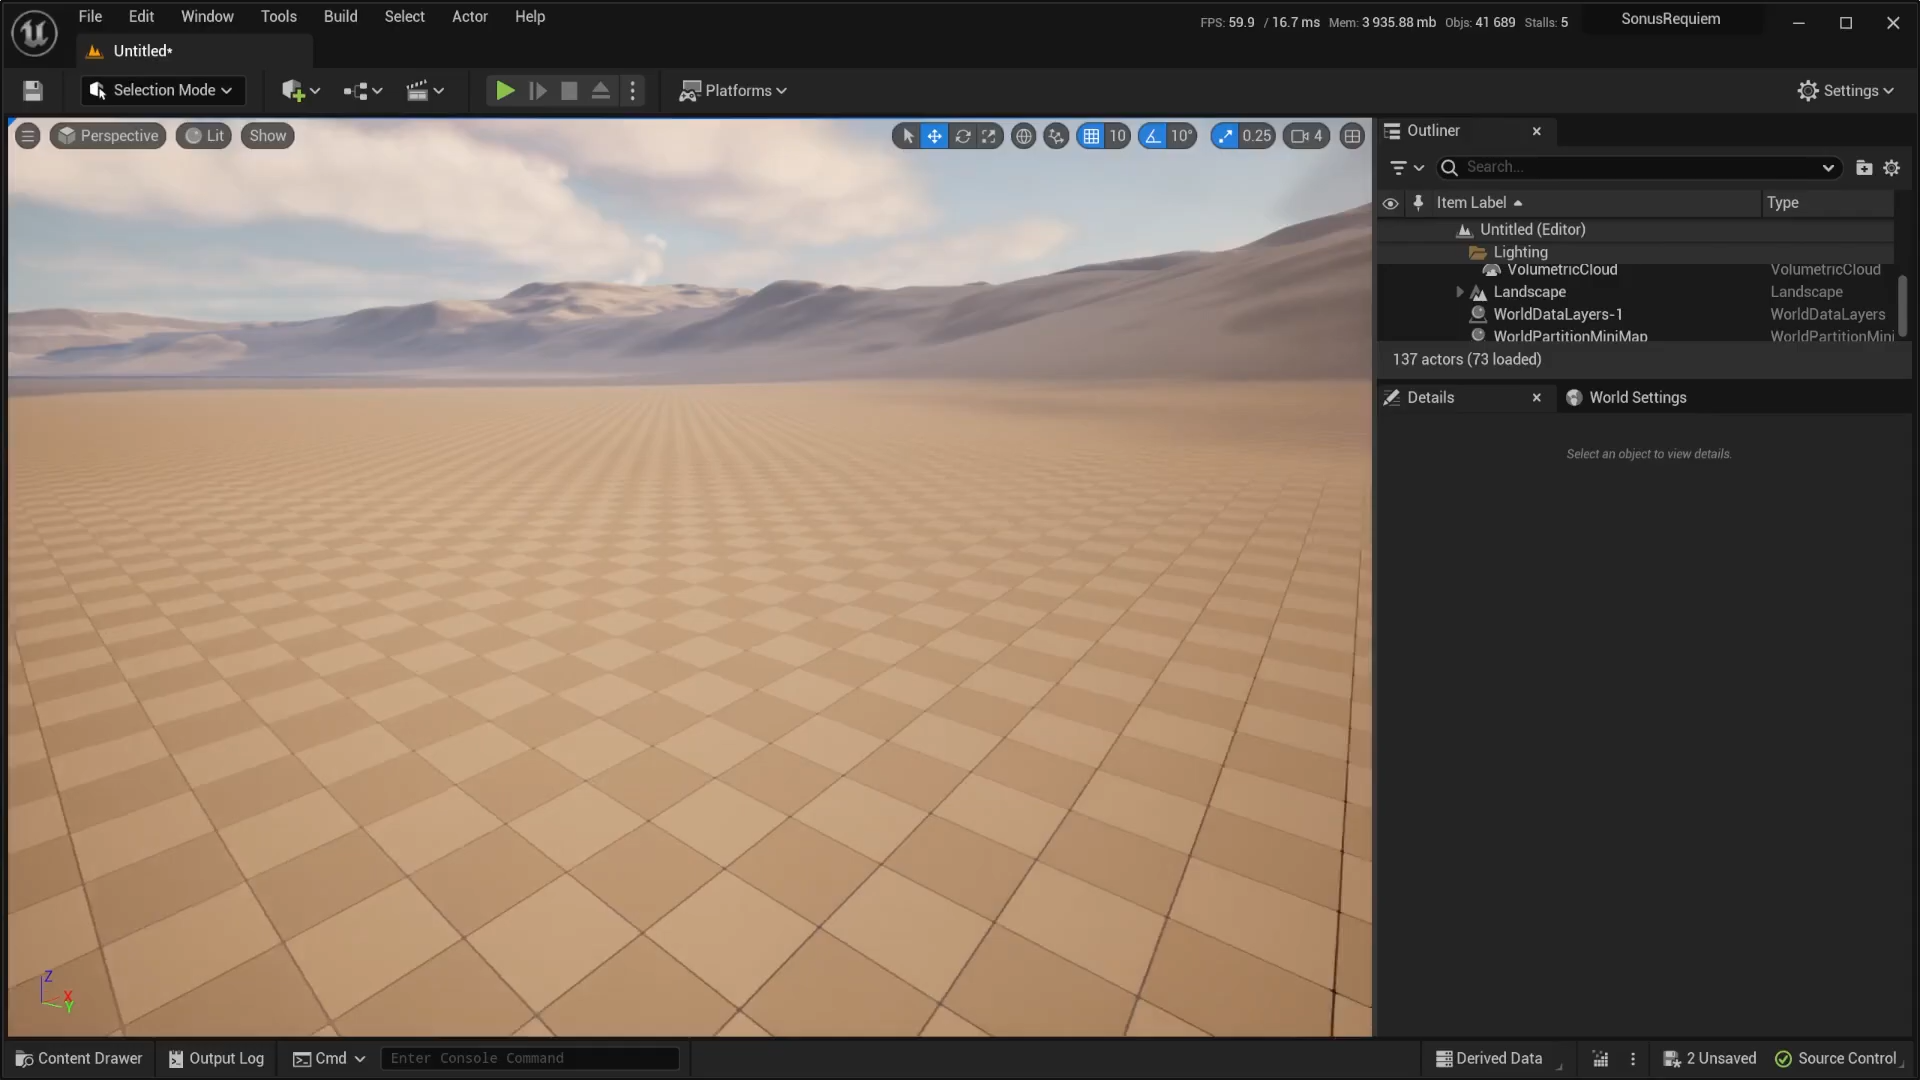 File Edit Window Tools Build Select Actor Help
FPS: 59.9 / 16.7 ms Mem: 3 935.88 mb Objs: 41 689 Stalls: 5
SonusRequiem
Untitled*
Selection Mode
Platforms
Settings
Perspective Lit Show
10 10° 0.25 4
Outliner
Search...
Item Label Type
Untitled (Editor)
Lighting
VolumetricCloud VolumetricCloud
Landscape Landscape
WorldDataLayers-1 WorldDataLayers
WorldPartitionMiniMap WorldPartitionMini
137 actors (73 loaded)
Details World Settings
Select an object to view details.
Z
X
Y
Content Drawer Output Log Cmd Enter Console Command
Derived Data 2 Unsaved Source Control